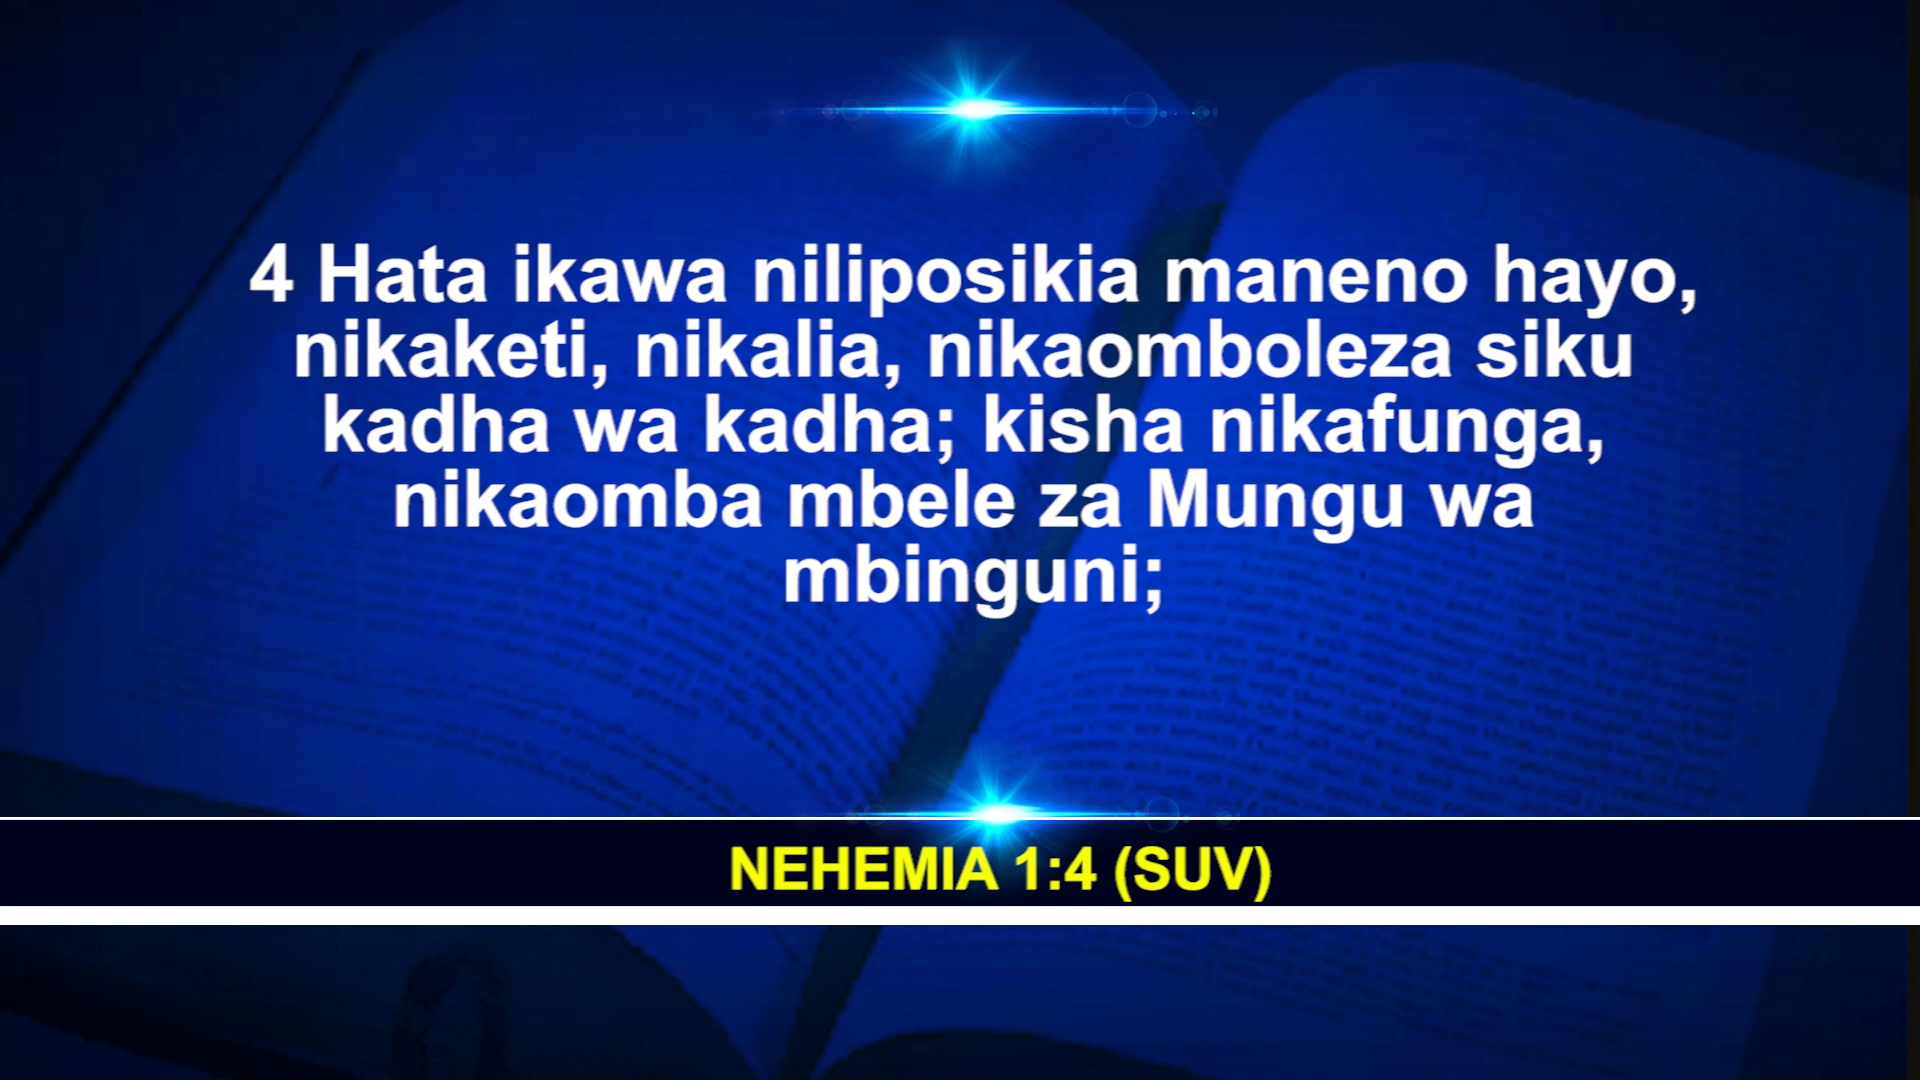 4 Hata ikawa niliposikia maneno hayo,
nikaketi, nikalia, nikaomboleza siku
kadha wa kadha; kisha nikafunga,
nikaomba mbele za Mungu wa
mbinguni;
NEHEMIA 1:4 (SUV)